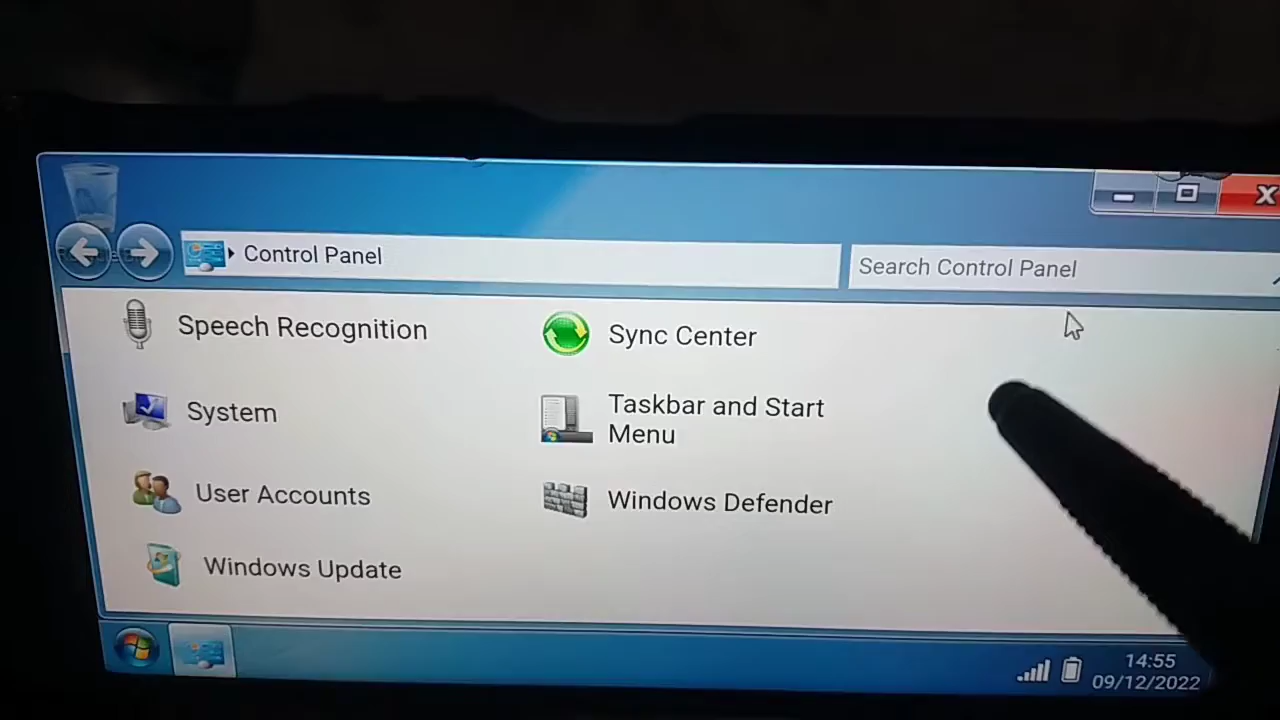 Control Panel
Search Control Panel
Speech Recognition
Sync Center
System
Taskbar and Start
Menu
User Accounts
Windows Defender
Windows Update
14:55
09/12/2022